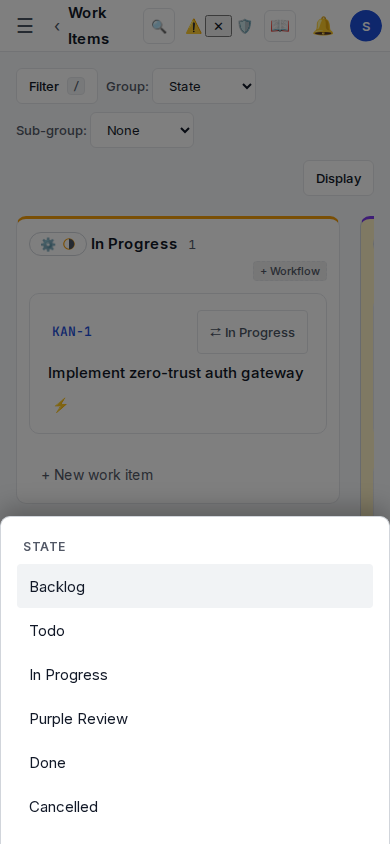 ☰ ‹ Work Items 🔍 ⚠️ ✕ 🛡️ 📖 🔔 S
Filter / Group: State
Sub-group: None
Display
⚙️ In Progress 1
+ Workflow
KAN-1 ⇄ In Progress
Implement zero-trust auth gateway
⚡
+ New work item
STATE
Backlog
Todo
In Progress
Purple Review
Done
Cancelled